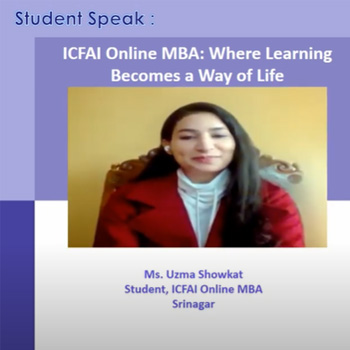 Student Speak :
ICFAI Online MBA: Where Learning
Becomes a Way of Life
Ms. Uzma Showkat
Student, ICFAI Online MBA
Srinagar